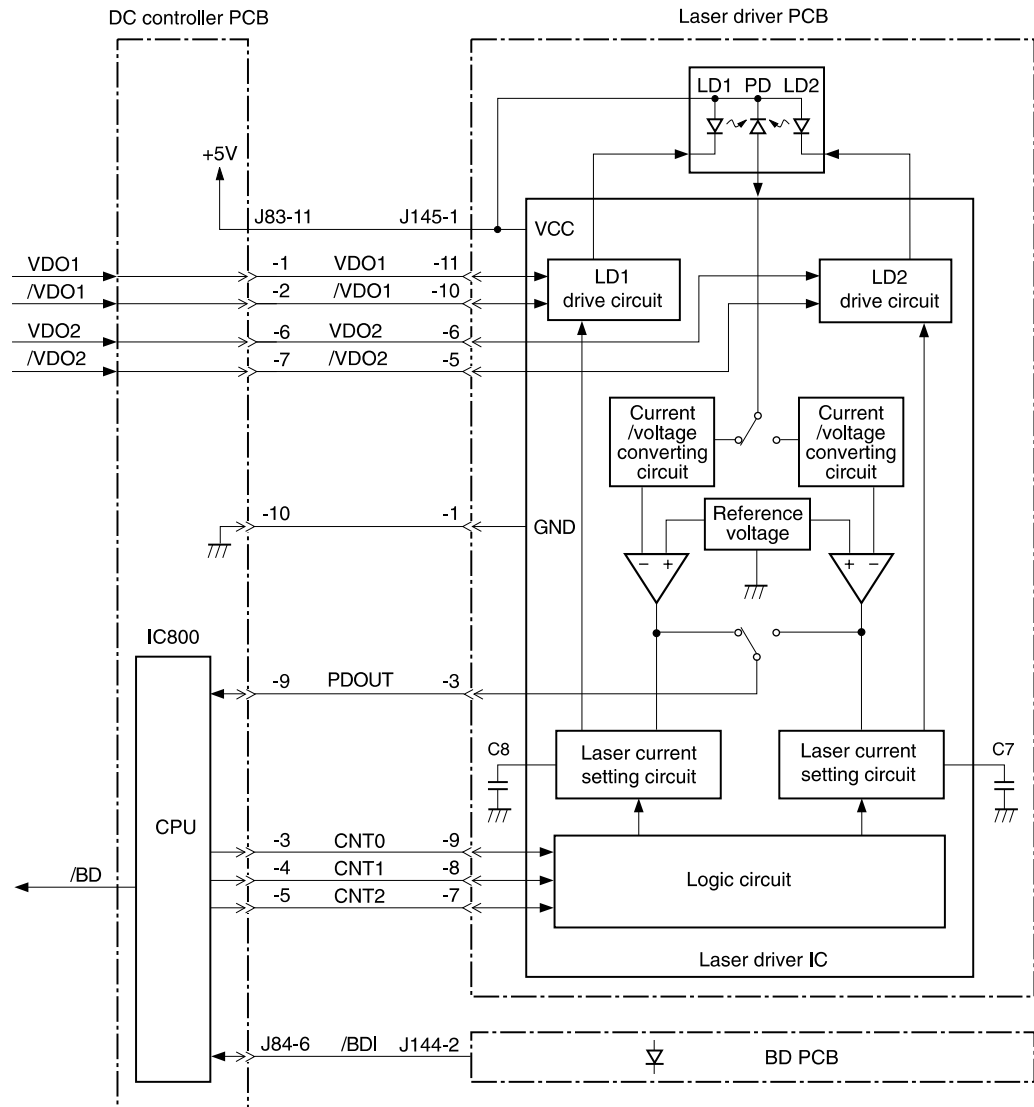 DC controller PCB
Laser driver PCB
LD1 PD LD2
+5V
J83-11 J145-1
VCC
VDO1 -1 VDO1 -11
/VDO1 -2 /VDO1 -10
VDO2 -6 VDO2 -6
/VDO2 -7 /VDO2 -5
LD1
drive circuit
LD2
drive circuit
Current
/voltage
converting
circuit
Current
/voltage
converting
circuit
-10 -1
GND
Reference
voltage
− +
+ −
IC800
-9 PDOUT -3
C8
Laser current
setting circuit
Laser current
setting circuit
C7
CPU
-3 CNT0 -9
-4 CNT1 -8
-5 CNT2 -7
Logic circuit
/BD
Laser driver IC
J84-6 /BDI J144-2
BD PCB